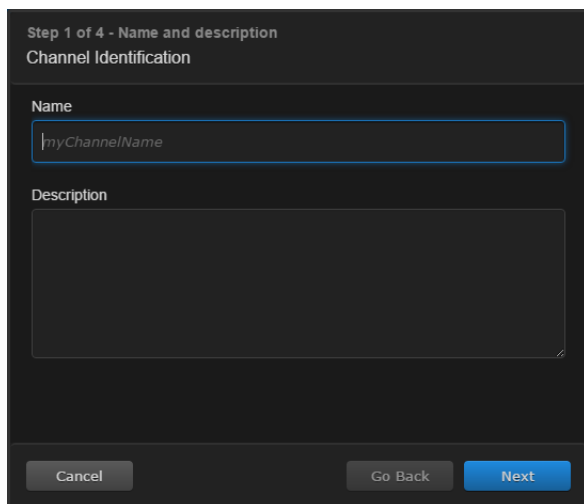 Step 1 of 4 - Name and description
Channel Identification
Name
myChannelName
Description
Cancel
Go Back
Next